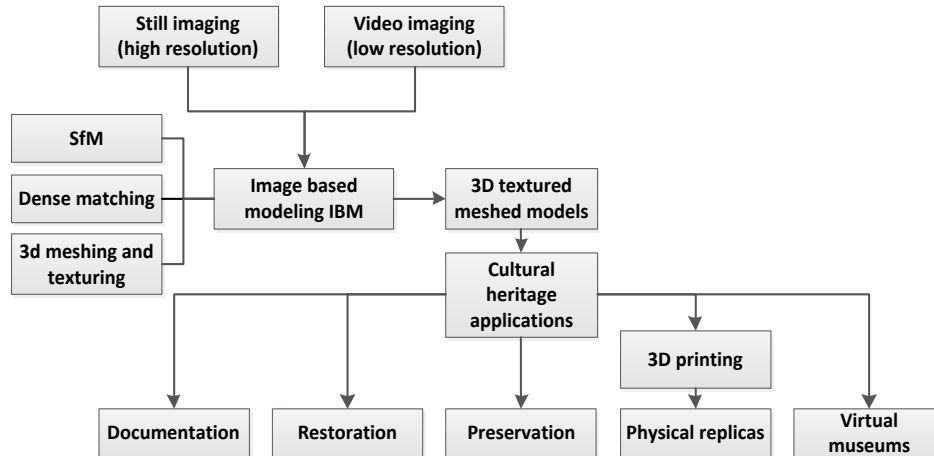 Still imaging
(high resolution)
Video imaging
(low resolution)
SfM
Dense matching
3d meshing and
texturing
Image based
modeling IBM
3D textured
meshed models
Cultural
heritage
applications
3D printing
Documentation
Restoration
Preservation
Physical replicas
Virtual
museums